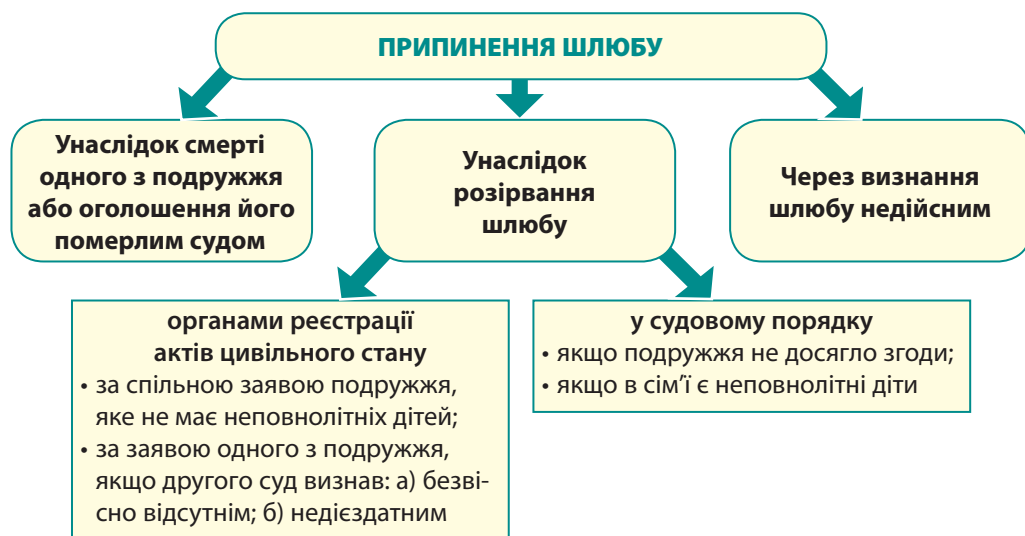 ПРИПИНЕННЯ ШЛЮБУ
Унаслідок смерті
одного з подружжя
або оголошення його
померлим судом
Унаслідок
розірвання
шлюбу
Через визнання
шлюбу недійсним
органами реєстрації
актів цивільного стану
• за спільною заявою подружжя,
яке не має неповнолітніх дітей;
• за заявою одного з подружжя,
якщо другого суд визнав: а) безві-
сно відсутнім; б) недієздатним
у судовому порядку
• якщо подружжя не досягло згоди;
• якщо в сім’ї є неповнолітні діти